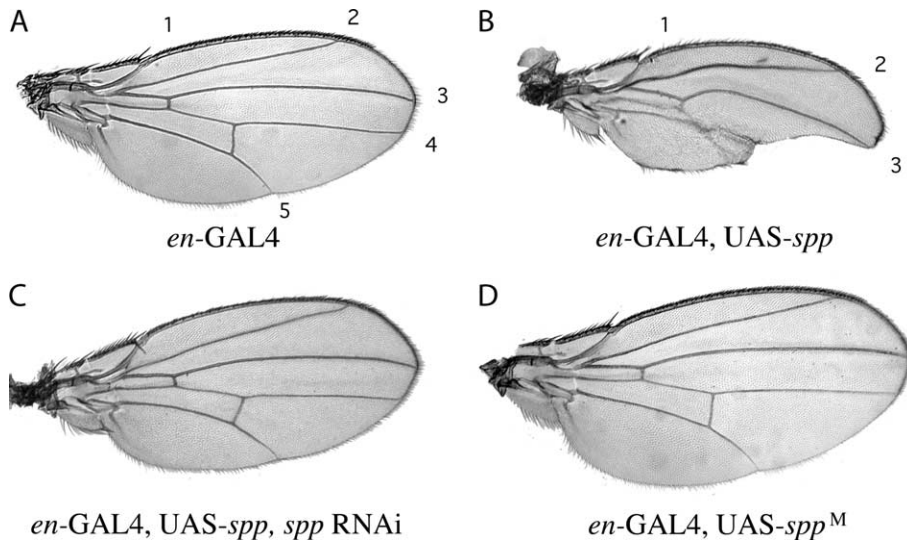 A
1
2
3
4
5
en-GAL4
B
1
2
3
en-GAL4, UAS-spp
C
en-GAL4, UAS-spp, spp RNAi
D
en-GAL4, UAS-spp^M